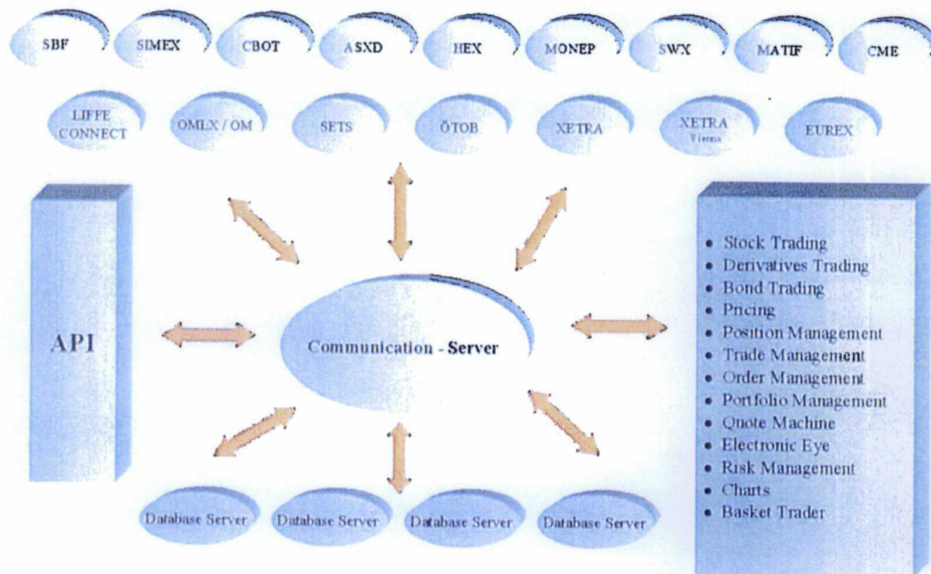 SBF SIMEX CBOT ASXD HEX MONEP SWX MATIF CME
LIFFE
CONNECT
OMLX / OM
SETS
ÖTOB
XETRA
XETRA
Vienna
EUREX
API
Communication - Server
• Stock Trading
• Derivatives Trading
• Bond Trading
• Pricing
• Position Management
• Trade Management
• Order Management
• Portfolio Management
• Quote Machine
• Electronic Eye
• Risk Management
• Charts
• Basket Trader
Database Server Database Server Database Server Database Server